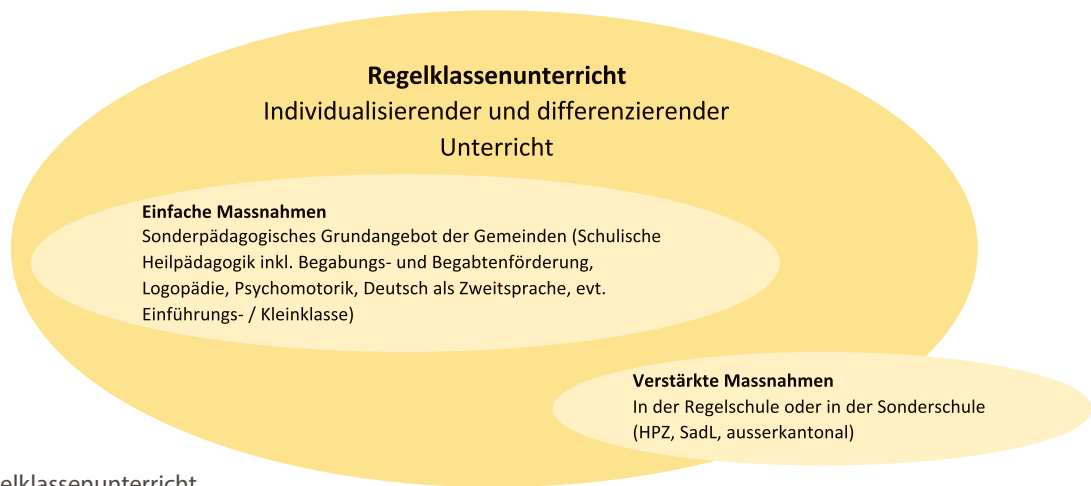 Regelklassenunterricht
Individualisierender und differenzierender
Unterricht
Einfache Massnahmen
Sonderpädagogisches Grundangebot der Gemeinden (Schulische
Heilpädagogik inkl. Begabungs- und Begabtenförderung,
Logopädie, Psychomotorik, Deutsch als Zweitsprache, evt.
Einführungs- / Kleinklasse)
Verstärkte Massnahmen
In der Regelschule oder in der Sonderschule
(HPZ, SadL, ausserkantonal)
elklassenunterricht